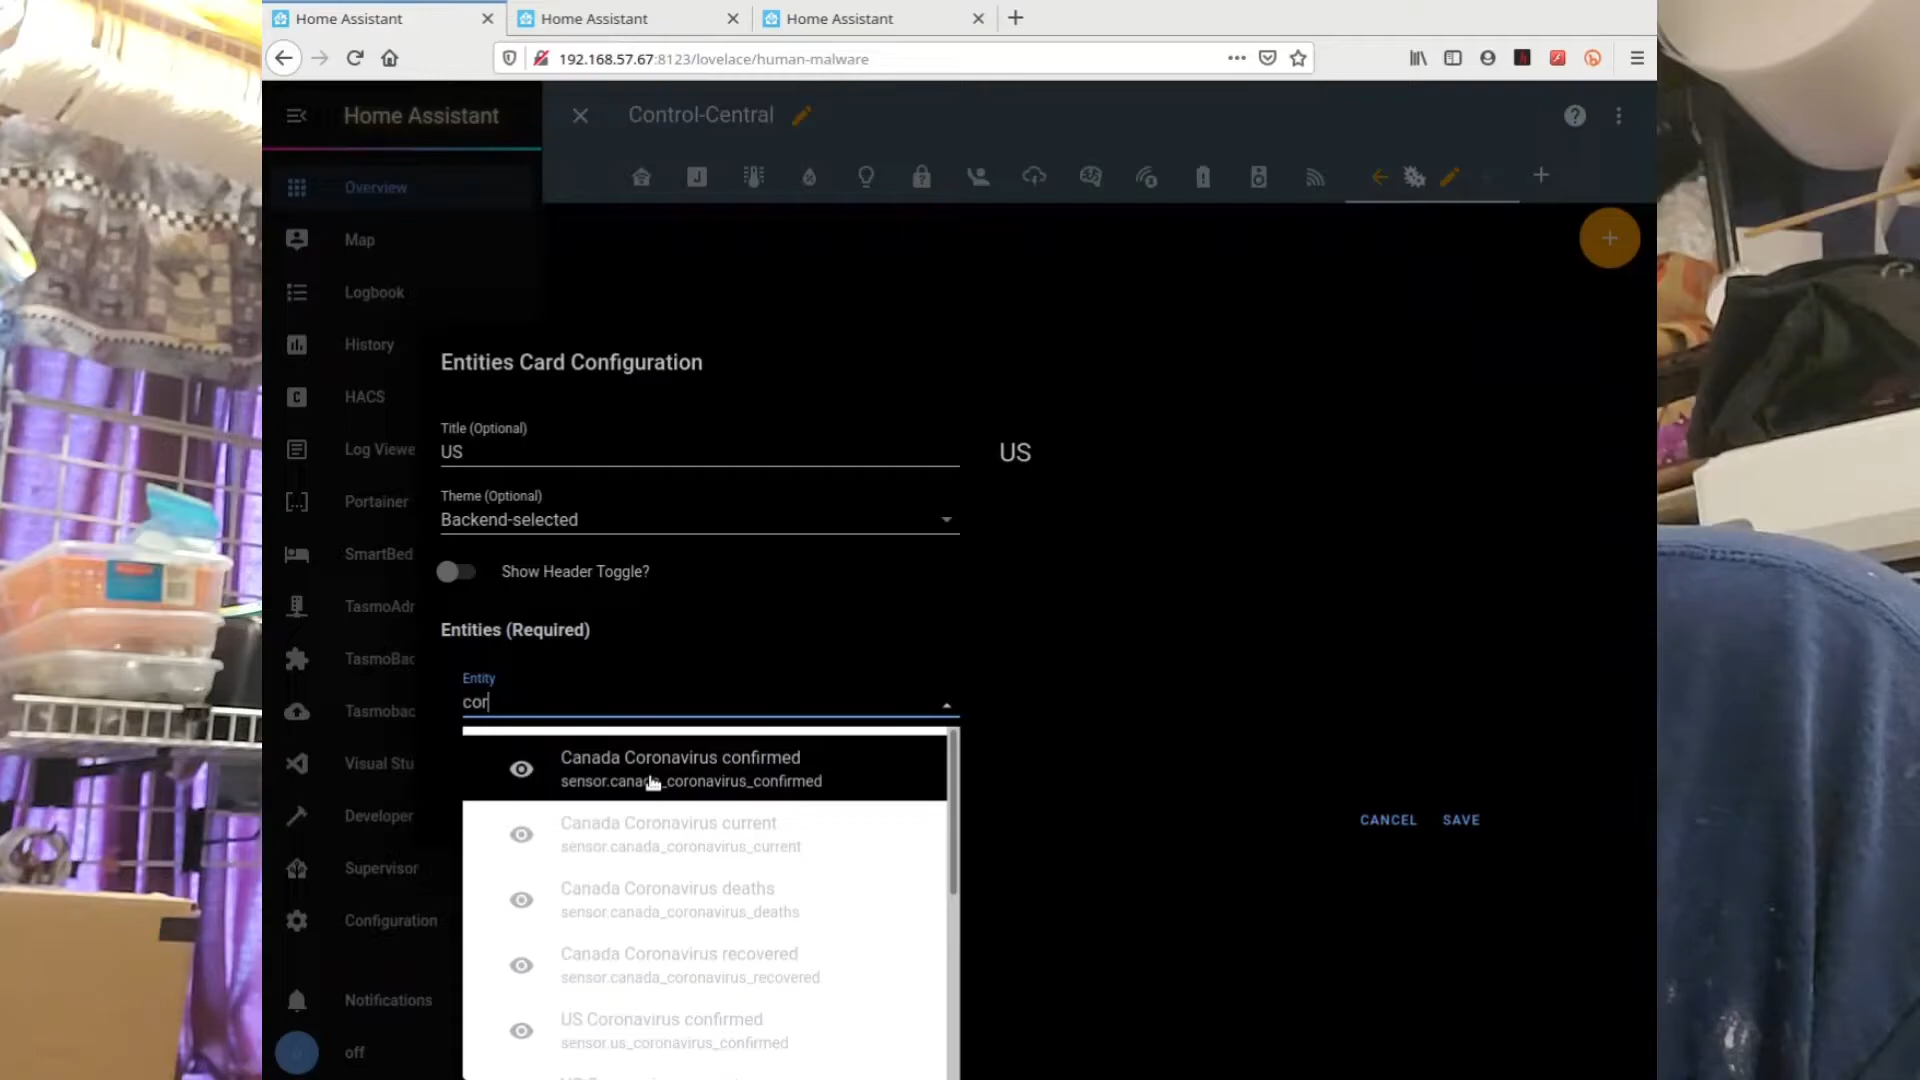 Home Assistant
Home Assistant
Home Assistant
192.168.57.67:8123/lovelace/human-malware
Home Assistant
Control-Central
Overview
Map
Logbook
History
HACS
Log Viewe
Portainer
SmartBed
TasmoAdr
TasmoBac
Tasmobac
Visual Stu
Developer
Supervisor
Configuration
Notifications
off
Entities Card Configuration
Title (Optional)
US
US
Theme (Optional)
Backend-selected
Show Header Toggle?
Entities (Required)
Entity
cor
Canada Coronavirus confirmed
sensor.canada_coronavirus_confirmed
Canada Coronavirus current
sensor.canada_coronavirus_current
Canada Coronavirus deaths
sensor.canada_coronavirus_deaths
Canada Coronavirus recovered
sensor.canada_coronavirus_recovered
US Coronavirus confirmed
sensor.us_coronavirus_confirmed
CANCEL
SAVE